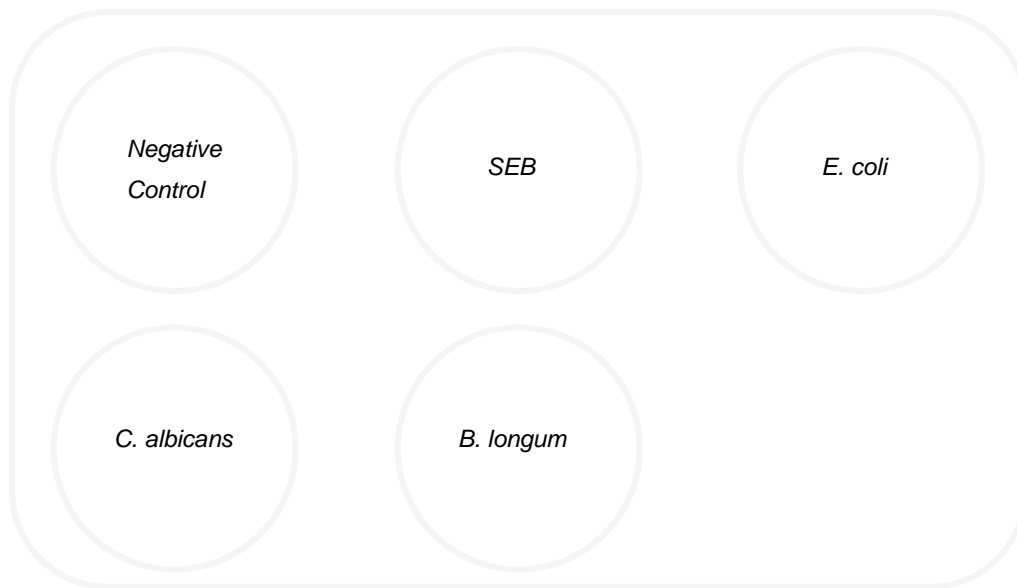 Negative
Control
SEB
E. coli
C. albicans
B. longum